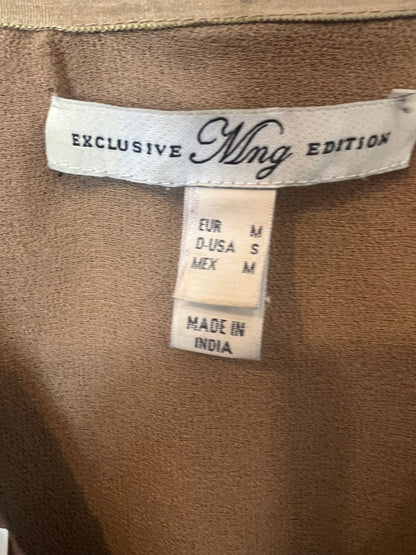 EXCLUSIVE Mng EDITION
EUR M
D-USA S
MEX M
MADE IN
INDIA